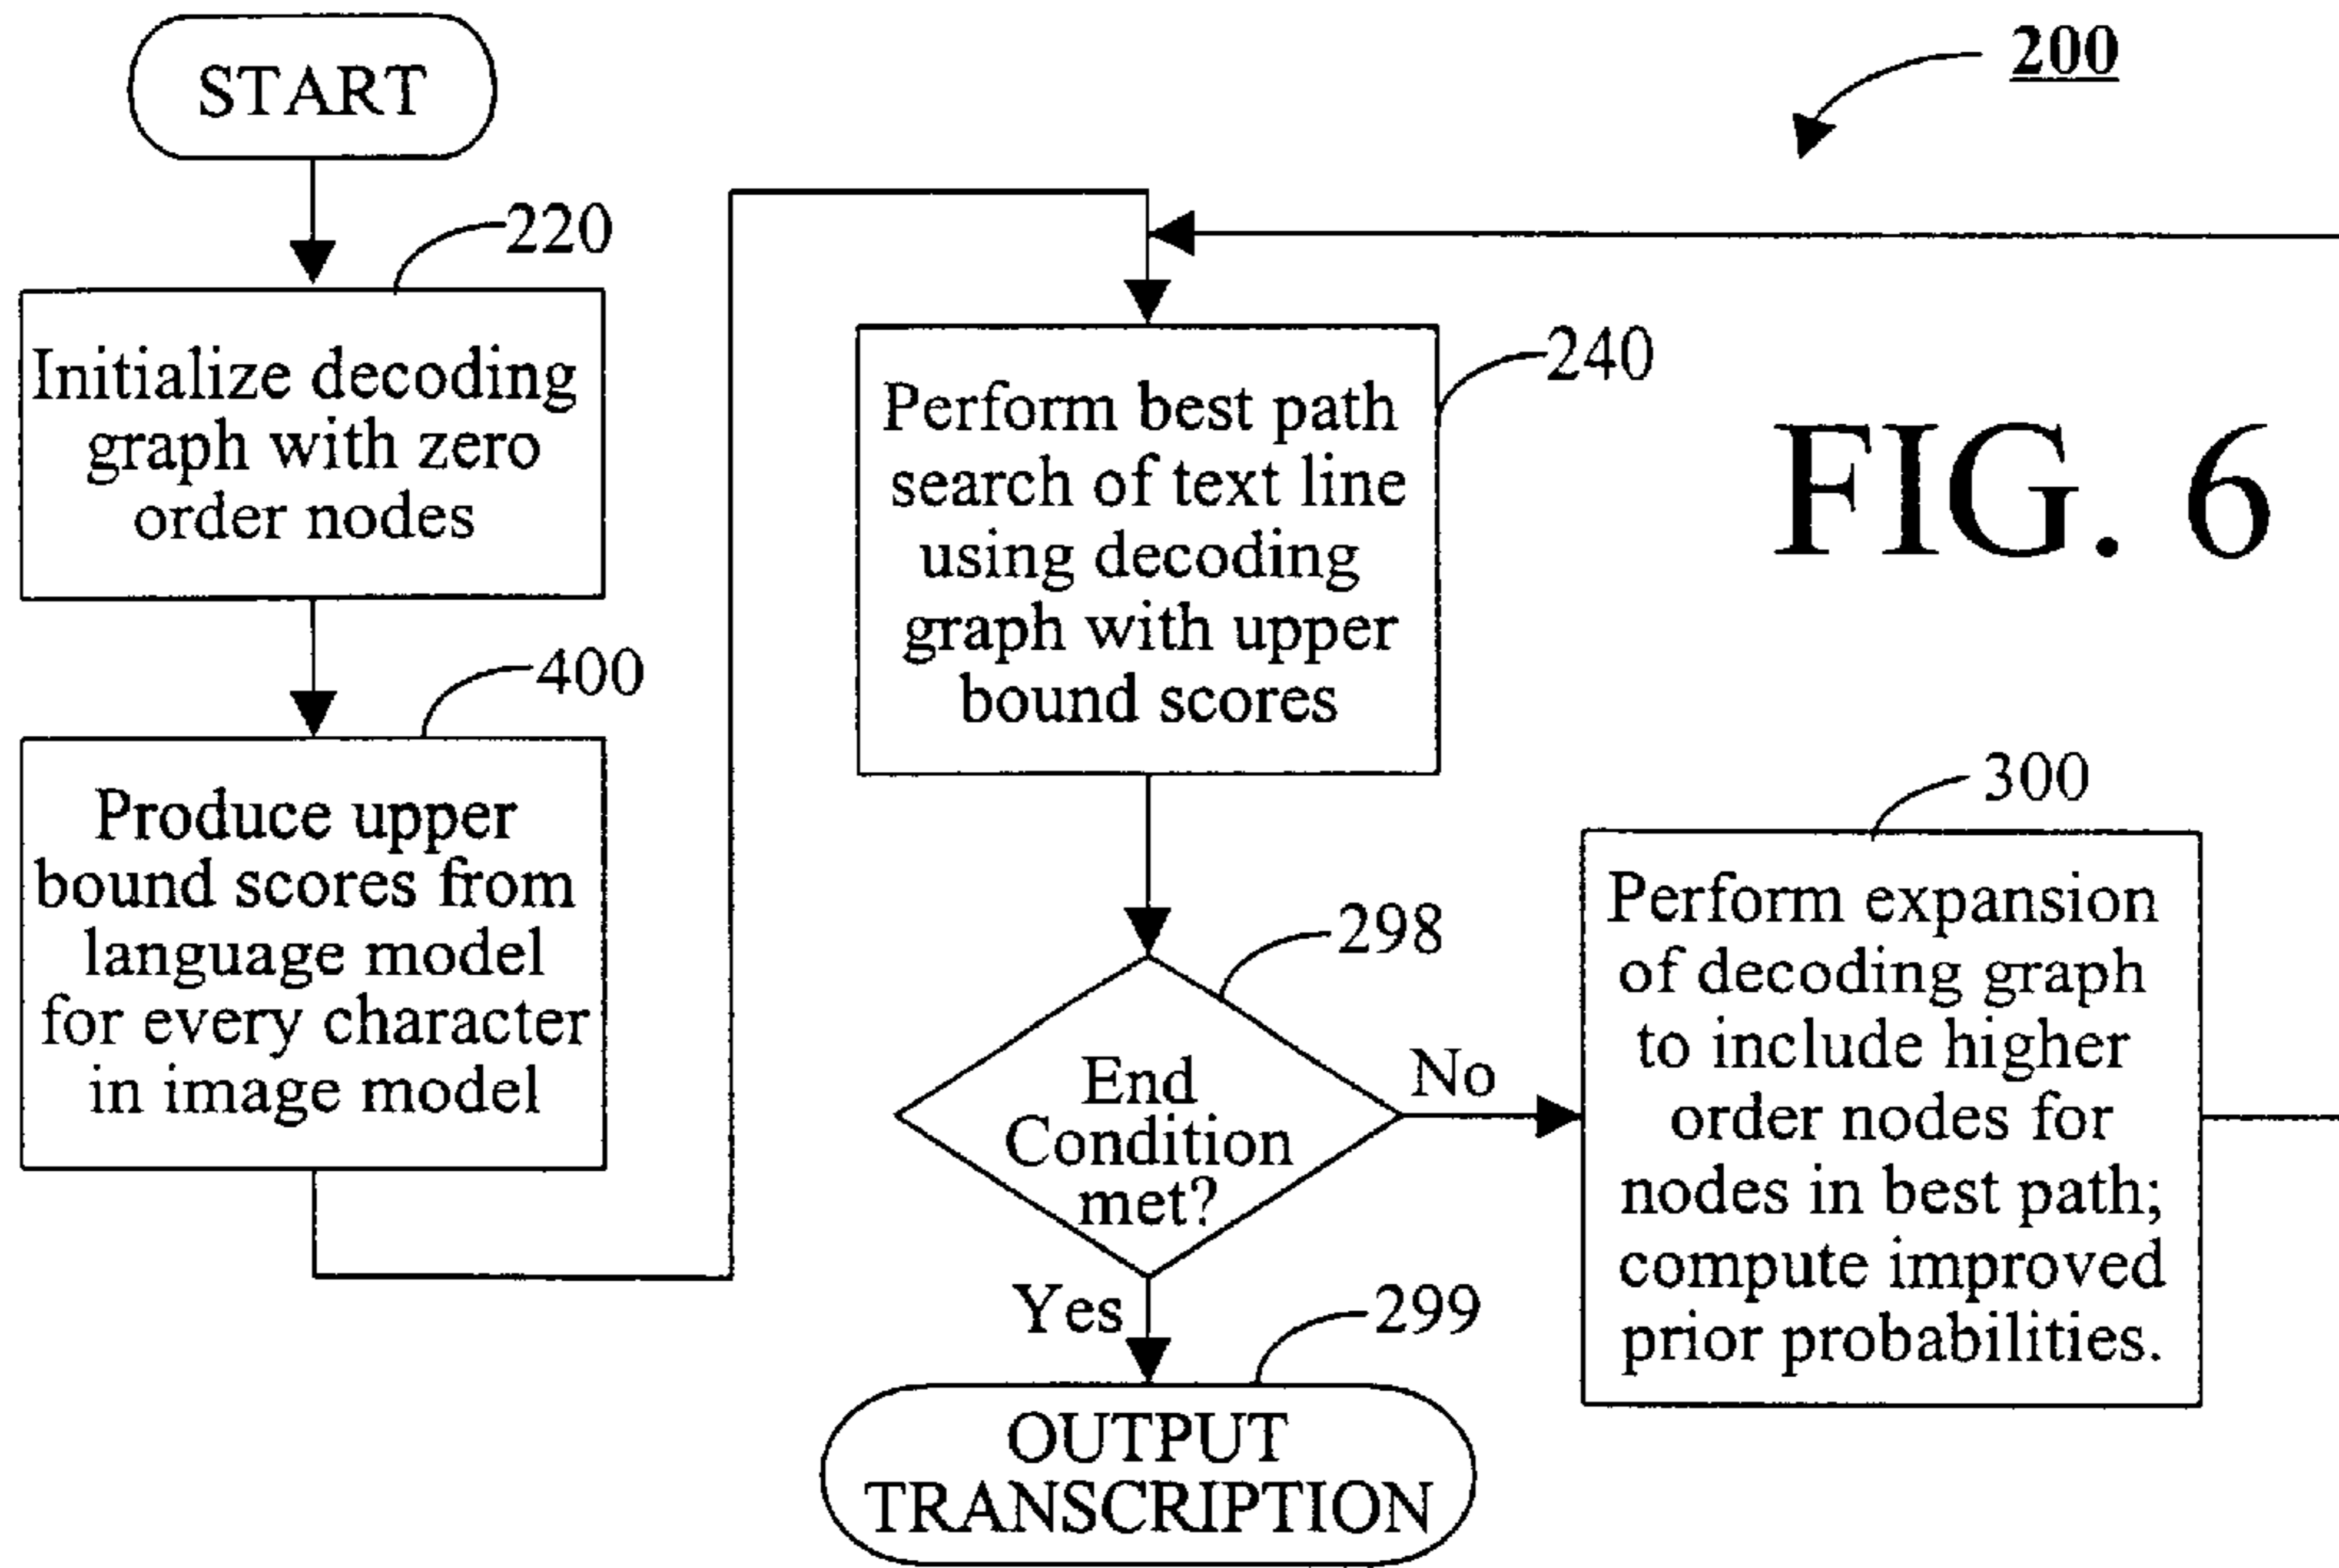 START
200
220
Initialize decoding
graph with zero
order nodes
400
Produce upper
bound scores from
language model
for every character
in image model
240
Perform best path
search of text line
using decoding
graph with upper
bound scores
FIG. 6
298
End
Condition
met?
No
Yes
300
Perform expansion
of decoding graph
to include higher
order nodes for
nodes in best path;
compute improved
prior probabilities.
299
OUTPUT
TRANSCRIPTION